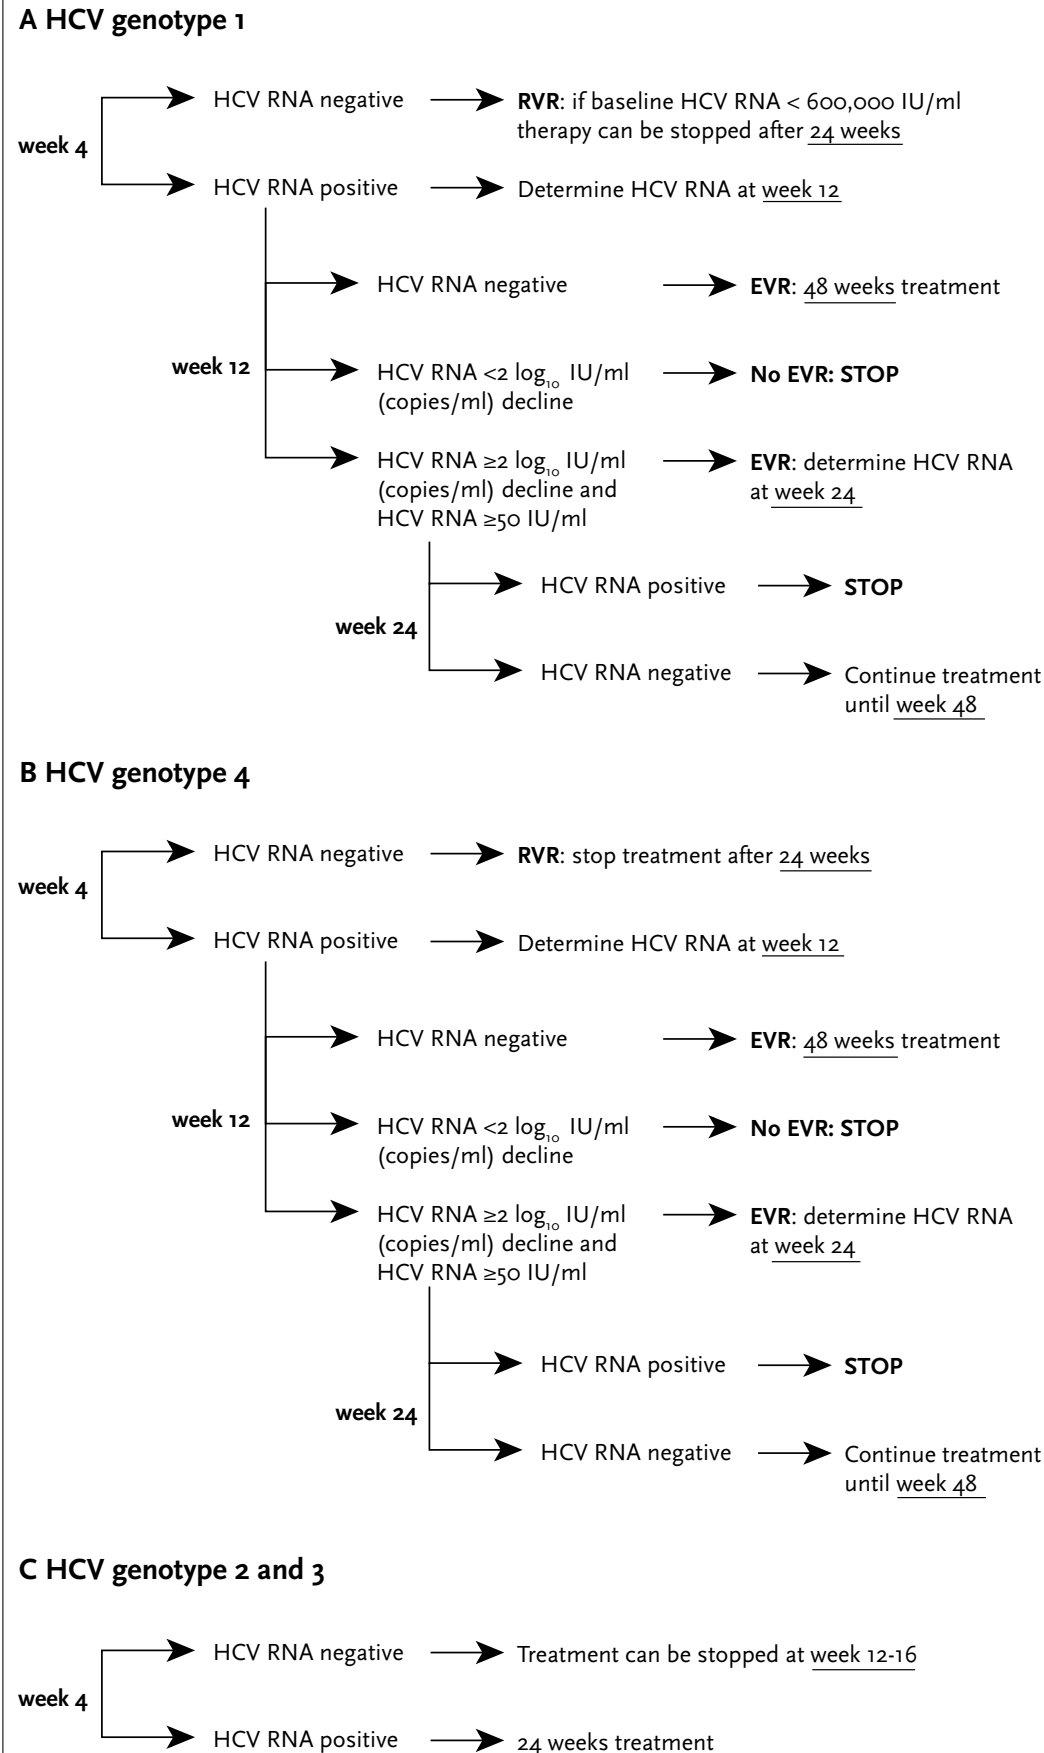 A HCV genotype 1
week 4
HCV RNA negative
RVR: if baseline HCV RNA < 600,000 IU/ml
therapy can be stopped after 24 weeks
HCV RNA positive
Determine HCV RNA at week 12
week 12
HCV RNA negative
EVR: 48 weeks treatment
HCV RNA <2 log10 IU/ml
(copies/ml) decline
No EVR: STOP
HCV RNA ≥2 log10 IU/ml
(copies/ml) decline and
HCV RNA ≥50 IU/ml
EVR: determine HCV RNA
at week 24
week 24
HCV RNA positive
STOP
HCV RNA negative
Continue treatment
until week 48
B HCV genotype 4
week 4
HCV RNA negative
RVR: stop treatment after 24 weeks
HCV RNA positive
Determine HCV RNA at week 12
week 12
HCV RNA negative
EVR: 48 weeks treatment
HCV RNA <2 log10 IU/ml
(copies/ml) decline
No EVR: STOP
HCV RNA ≥2 log10 IU/ml
(copies/ml) decline and
HCV RNA ≥50 IU/ml
EVR: determine HCV RNA
at week 24
week 24
HCV RNA positive
STOP
HCV RNA negative
Continue treatment
until week 48
C HCV genotype 2 and 3
week 4
HCV RNA negative
Treatment can be stopped at week 12-16
HCV RNA positive
24 weeks treatment